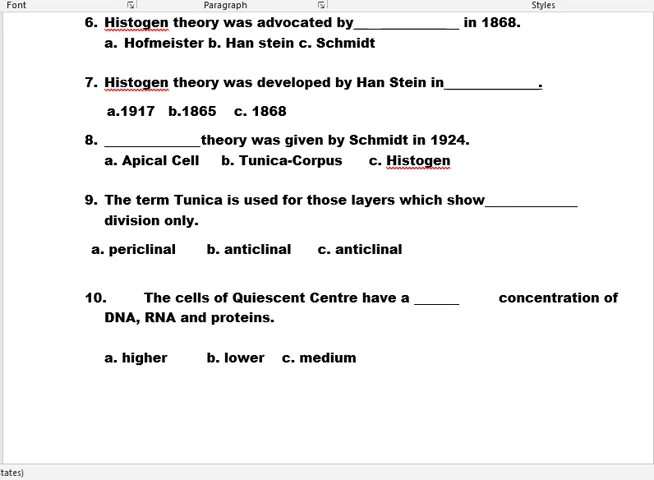 Font Paragraph Styles
6. Histogen theory was advocated by______________ in 1868.
a. Hofmeister b. Han stein c. Schmidt
7. Histogen theory was developed by Han Stein in_____________.
a.1917 b.1865 c. 1868
8. _____________theory was given by Schmidt in 1924.
a. Apical Cell b. Tunica-Corpus c. Histogen
9. The term Tunica is used for those layers which show____________
division only.
a. periclinal b. anticlinal c. anticlinal
10. The cells of Quiescent Centre have a ______ concentration of
DNA, RNA and proteins.
a. higher b. lower c. medium
tates)